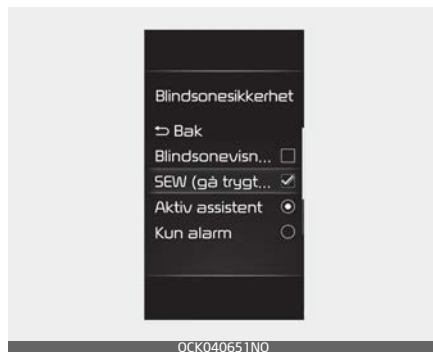 Blindsonesikkerhet
⮌ Bak
Blindsonevisn...
SEW (gå trygt...
Aktiv assistent
Kun alarm
OCK040651NO